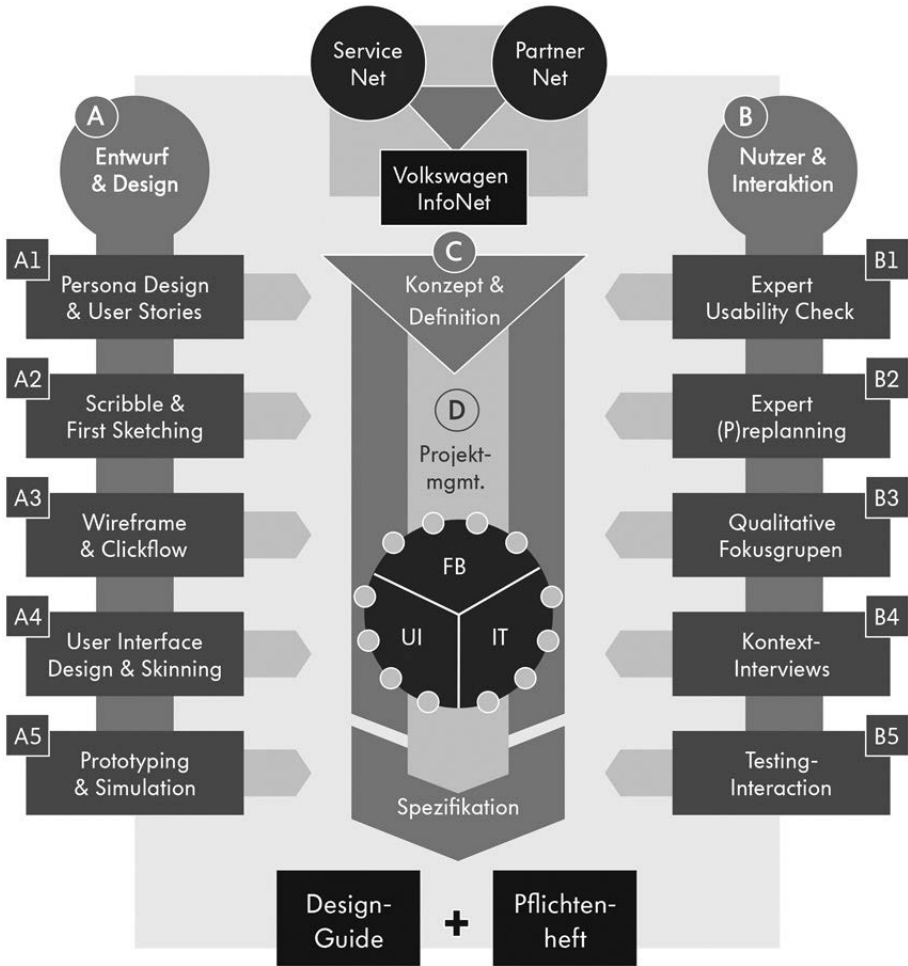 Service
Net
Partner
Net
Volkswagen
InfoNet
A
Entwurf
& Design
A1
Persona Design
& User Stories
A2
Scribble &
First Sketching
A3
Wireframe
& Clickflow
A4
User Interface
Design & Skinning
A5
Prototyping
& Simulation
C
Konzept &
Definition
D
Projekt-
mgmt.
FB
UI
IT
Spezifikation
B
Nutzer &
Interaktion
B1
Expert
Usability Check
B2
Expert
(P)replanning
B3
Qualitative
Fokusgrupen
B4
Kontext-
Interviews
B5
Testing-
Interaction
Design-
Guide
+
Pflichten-
heft